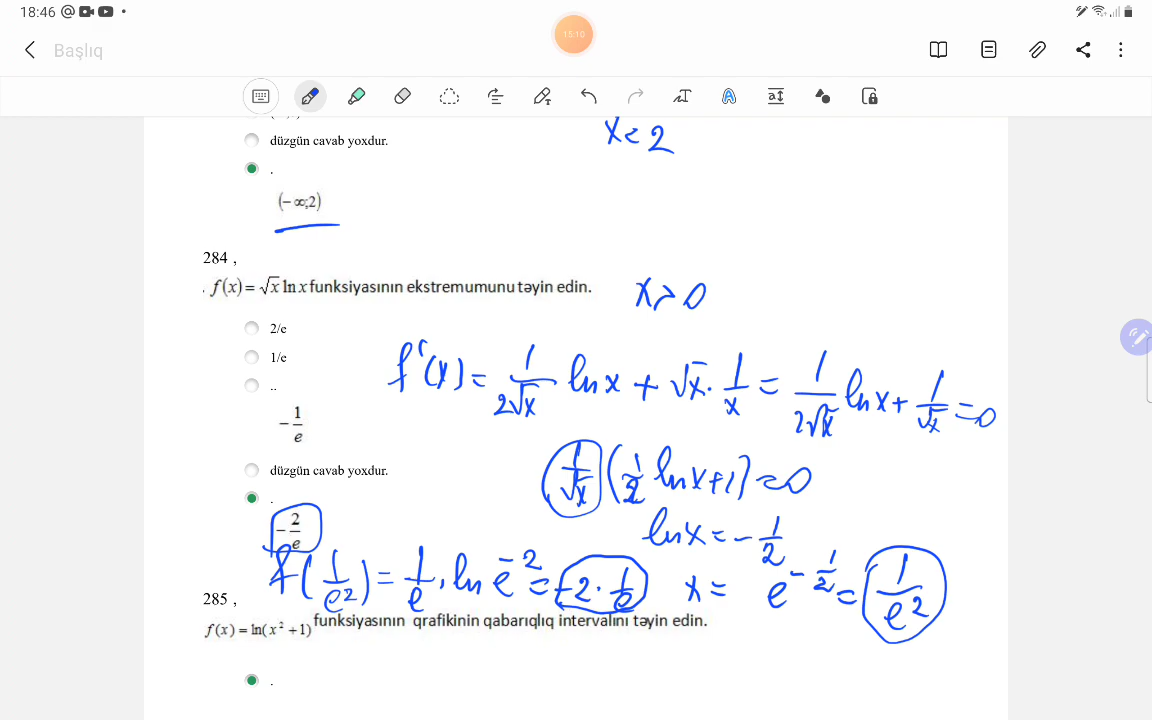 18:46
15:10
Başlıq
düzgün cavab yoxdur.
x < 2
.
(−∞;2)
284 ,
. f(x) = √x ln x funksiyasının ekstremumunu təyin edin.
x > 0
2/e
1/e
f'(x) = 1/(2√x) ln x + √x · 1/x = 1/(2√x) ln x + 1/√x = 0
..
−1/e
düzgün cavab yoxdur.
1/√x (1/2 ln x + 1) = 0
.
−2/e
ln x = −1/2
f(1/e²) = 1/e · ln e⁻² = −2 · 1/e
x = e^(−1/2) = 1/e²
285 ,
f(x) = ln(x² +1) funksiyasının qrafikinin qabarıqlıq intervalını təyin edin.
.